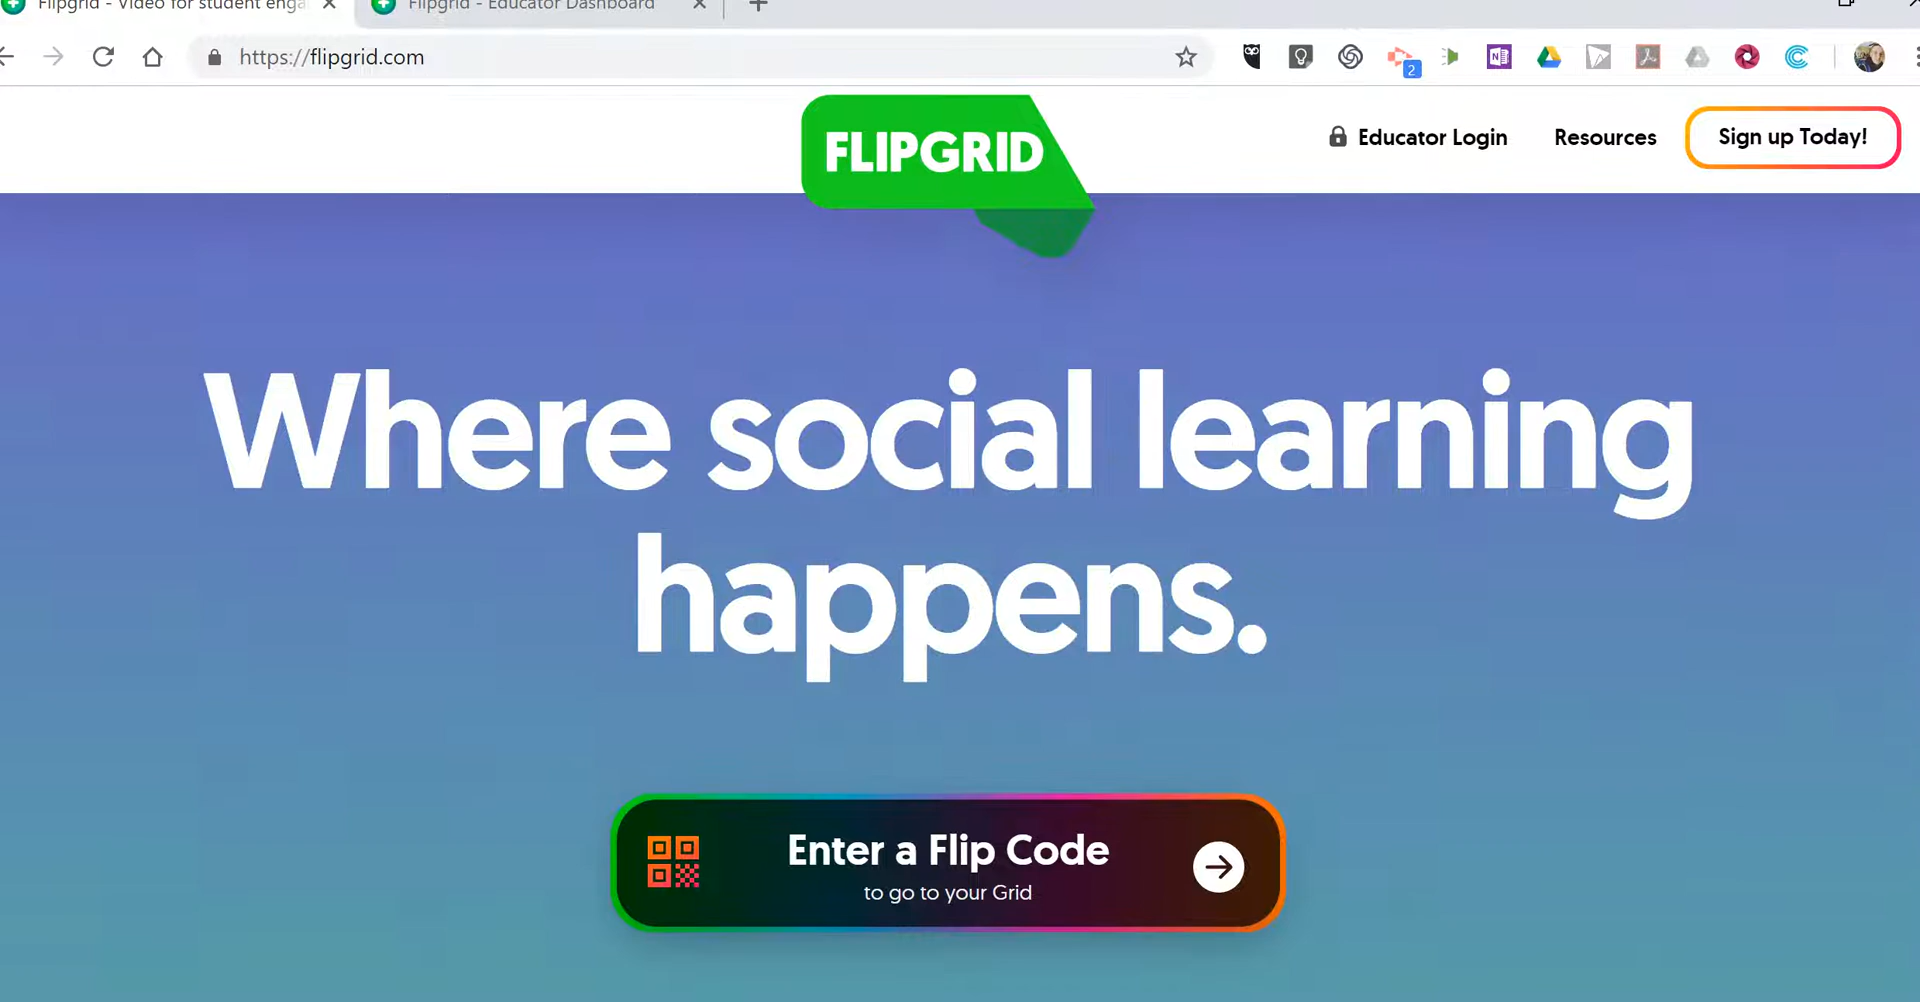 Flipgrid - Video for student enga
Flipgrid - Educator Dashboard
https://flipgrid.com
2
FLIPGRID
Educator Login
Resources
Sign up Today!
Where social learning
happens.
Enter a Flip Code
to go to your Grid